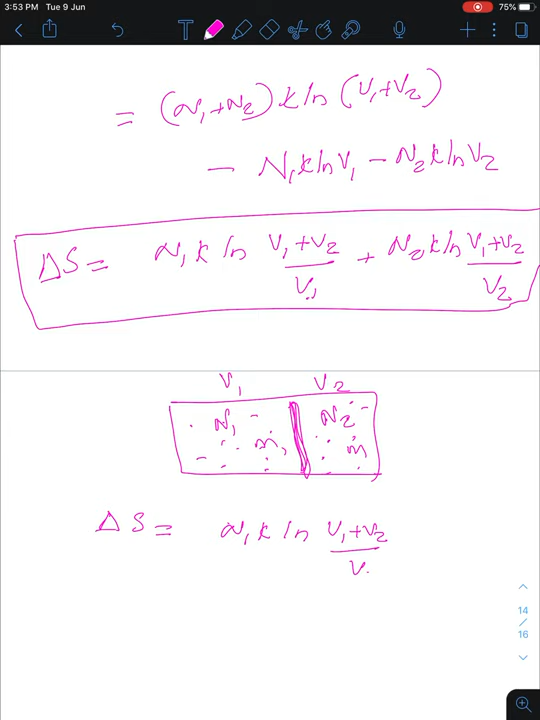 3:53 PM Tue 9 Jun 75%
= (N₁+N₂) k ln (V₁+V₂)
− N₁ k ln V₁ − N₂ k ln V₂
ΔS = N₁ k ln (V₁+V₂)/V₁ + N₂ k ln (V₁+V₂)/V₂
V₁ V₂
N₁ N₂
m₁ m
ΔS = N₁ k ln (V₁+V₂)/V.
14
/
16